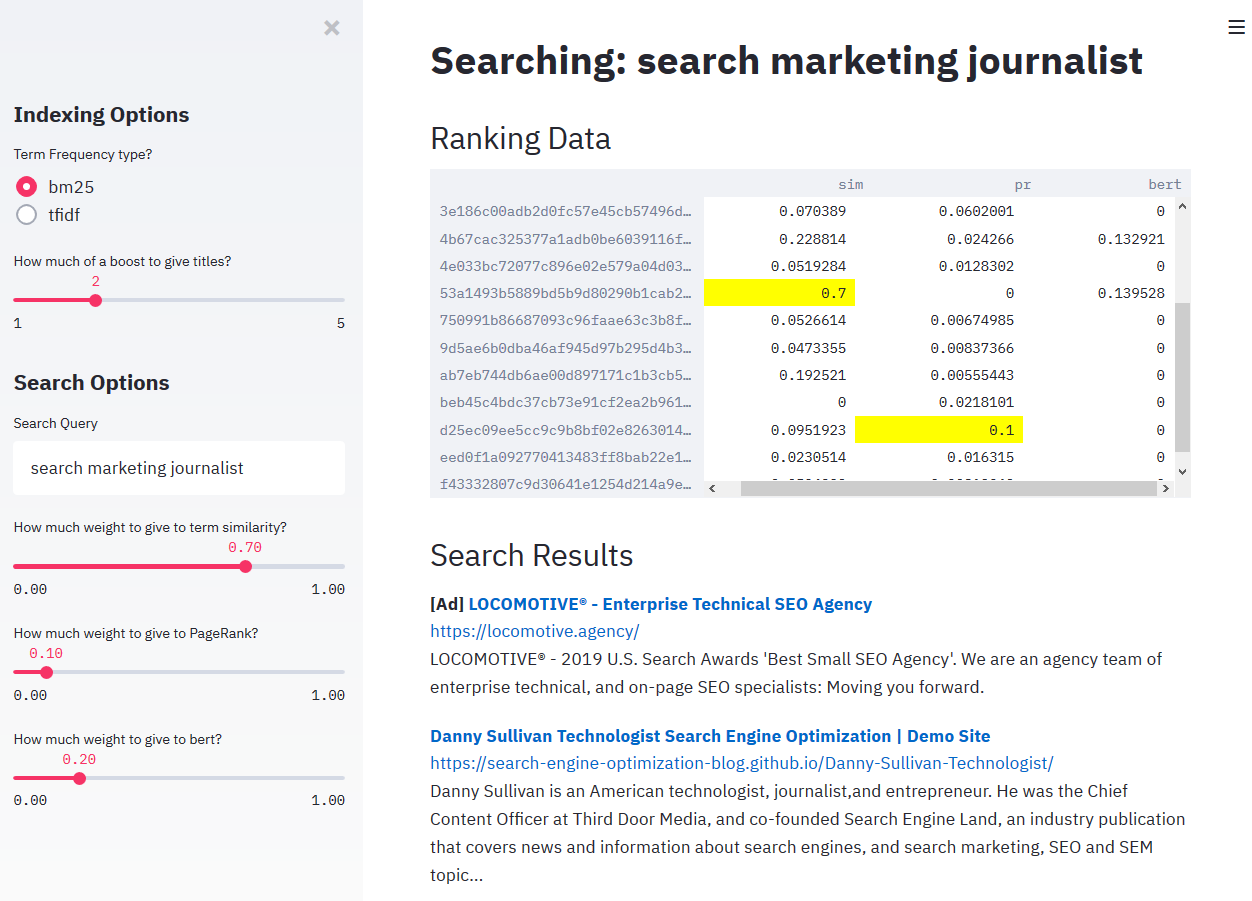 Indexing Options
Term Frequency type?
bm25
tfidf
How much of a boost to give titles?
2
1 5
Search Options
Search Query
search marketing journalist
How much weight to give to term similarity?
0.70
0.00 1.00
How much weight to give to PageRank?
0.10
0.00 1.00
How much weight to give to bert?
0.20
0.00 1.00
Searching: search marketing journalist
Ranking Data
sim pr bert
3e186c00adb2d0fc57e45cb57496d… 0.070389 0.0602001 0
4b67cac325377a1adb0be6039116f… 0.228814 0.024266 0.132921
4e033bc72077c896e02e579a04d03… 0.0519284 0.0128302 0
53a1493b5889bd5b9d80290b1cab2… 0.7 0 0.139528
750991b86687093c96faae63c3b8f… 0.0526614 0.00674985 0
9d5ae6b0dba46af945d97b295d4b3… 0.0473355 0.00837366 0
ab7eb744db6ae00d897171c1b3cb5… 0.192521 0.00555443 0
beb45c4bdc37cb73e91cf2ea2b961… 0 0.0218101 0
d25ec09ee5cc9c9b8bf02e8263014… 0.0951923 0.1 0
eed0f1a092770413483ff8bab22e1… 0.0230514 0.016315 0
f43332807c9d30641e1254d214a9e…
Search Results
[Ad] LOCOMOTIVE® - Enterprise Technical SEO Agency
https://locomotive.agency/
LOCOMOTIVE® - 2019 U.S. Search Awards 'Best Small SEO Agency'. We are an agency team of
enterprise technical, and on-page SEO specialists: Moving you forward.
Danny Sullivan Technologist Search Engine Optimization | Demo Site
https://search-engine-optimization-blog.github.io/Danny-Sullivan-Technologist/
Danny Sullivan is an American technologist, journalist,and entrepreneur. He was the Chief
Content Officer at Third Door Media, and co-founded Search Engine Land, an industry publication
that covers news and information about search engines, and search marketing, SEO and SEM
topic...